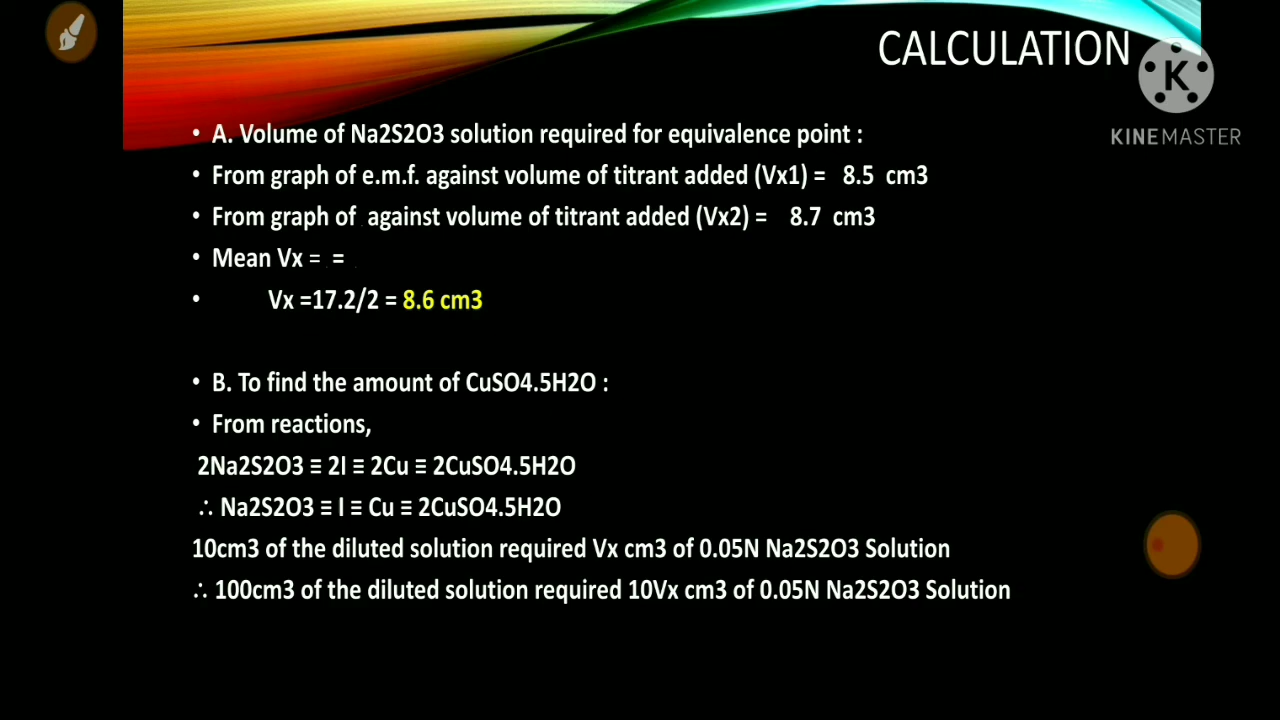 CALCULATION
K
KINEMASTER
• A. Volume of Na2S2O3 solution required for equivalence point :
• From graph of e.m.f. against volume of titrant added (Vx1) = 8.5 cm3
• From graph of against volume of titrant added (Vx2) = 8.7 cm3
• Mean Vx = =
• Vx =17.2/2 = 8.6 cm3
• B. To find the amount of CuSO4.5H2O :
• From reactions,
2Na2S2O3 ≡ 2I ≡ 2Cu ≡ 2CuSO4.5H2O
∴ Na2S2O3 ≡ I ≡ Cu ≡ 2CuSO4.5H2O
10cm3 of the diluted solution required Vx cm3 of 0.05N Na2S2O3 Solution
∴ 100cm3 of the diluted solution required 10Vx cm3 of 0.05N Na2S2O3 Solution